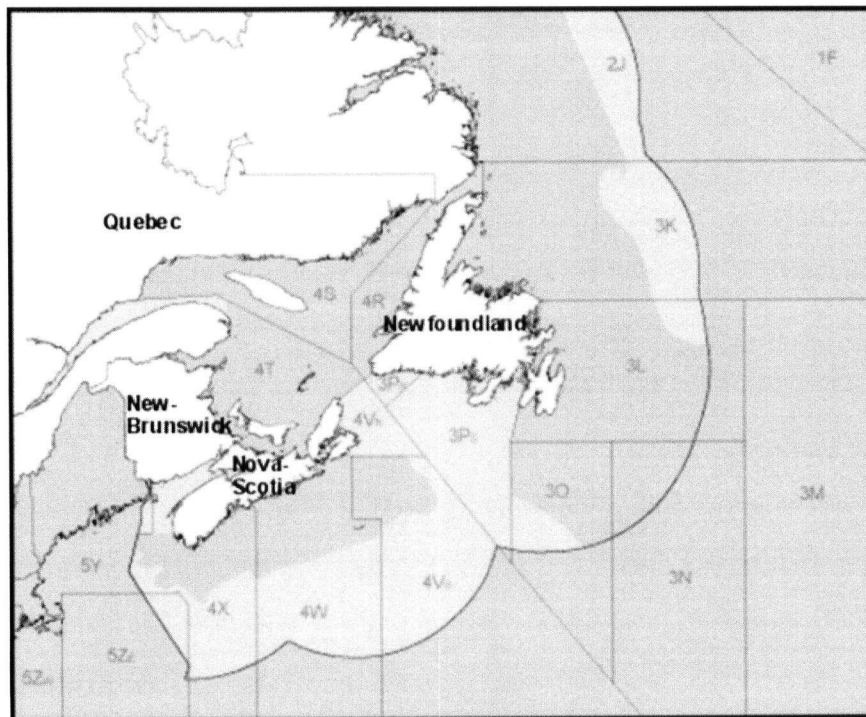 2J
1F
Quebec
3K
4S
4R
Newfoundland
4T
3L
3Pn
New-
Brunswick
4Vn
3Ps
Nova-
Scotia
3O
3M
5Y
4X
4W
4Vs
3N
5Ze
5Zw